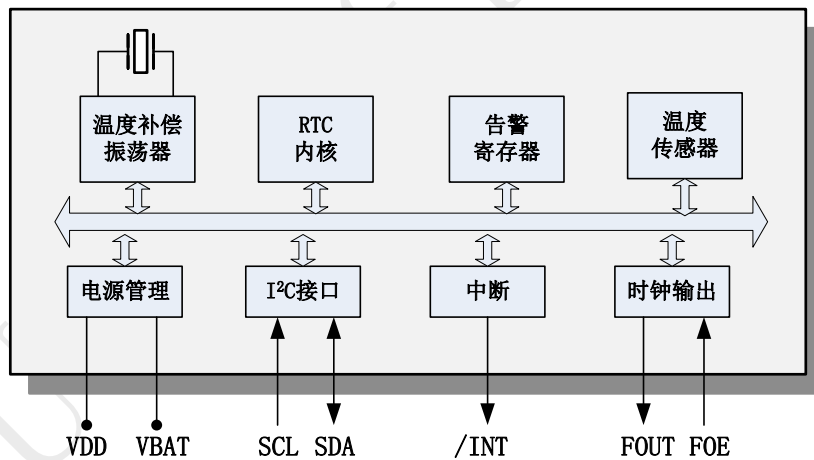 温度补偿
振荡器
RTC
内核
告警
寄存器
温度
传感器
电源管理
I²C接口
中断
时钟输出
VDD VBAT SCL SDA /INT FOUT FOE